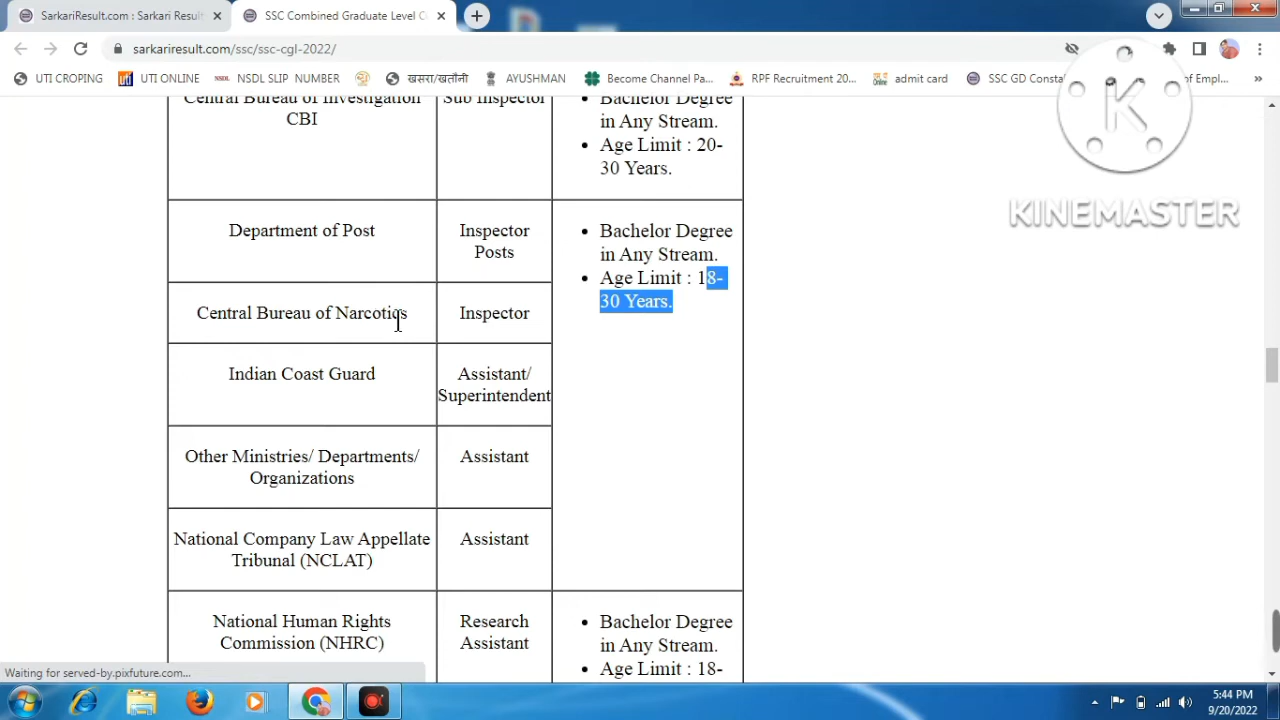 SarkariResult.com : Sarkari Result
SSC Combined Graduate Level C
sarkariresult.com/ssc/ssc-cgl-2022/
UTI CROPING
UTI ONLINE
NSDL SLIP NUMBER
खसरा/खतौनी
AYUSHMAN
Become Channel Pa...
RPF Recruitment 20...
admit card
SSC GD Consta
of Empl...
»
K
KINEMASTER
Central Bureau of Investigation
CBI
Sub Inspector
Bachelor Degree
in Any Stream.
Age Limit : 20-
30 Years.
Department of Post
Inspector
Posts
Bachelor Degree
in Any Stream.
Age Limit : 18-
30 Years.
Central Bureau of Narcotics
Inspector
Indian Coast Guard
Assistant/
Superintendent
Other Ministries/ Departments/
Organizations
Assistant
National Company Law Appellate
Tribunal (NCLAT)
Assistant
National Human Rights
Commission (NHRC)
Research
Assistant
Bachelor Degree
in Any Stream.
Age Limit : 18-
Waiting for served-by.pixfuture.com...
5:44 PM
9/20/2022